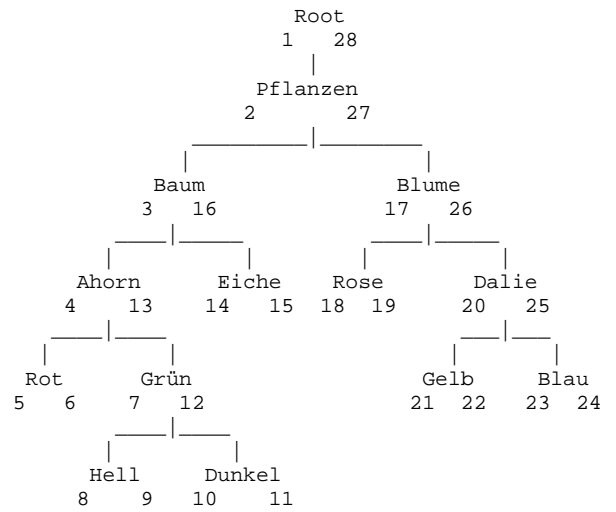 Root
1 28
Pflanzen
2 27
Baum Blume
3 16 17 26
Ahorn Eiche Rose Dalie
4 13 14 15 18 19 20 25
Rot Grün Gelb Blau
5 6 7 12 21 22 23 24
Hell Dunkel
8 9 10 11